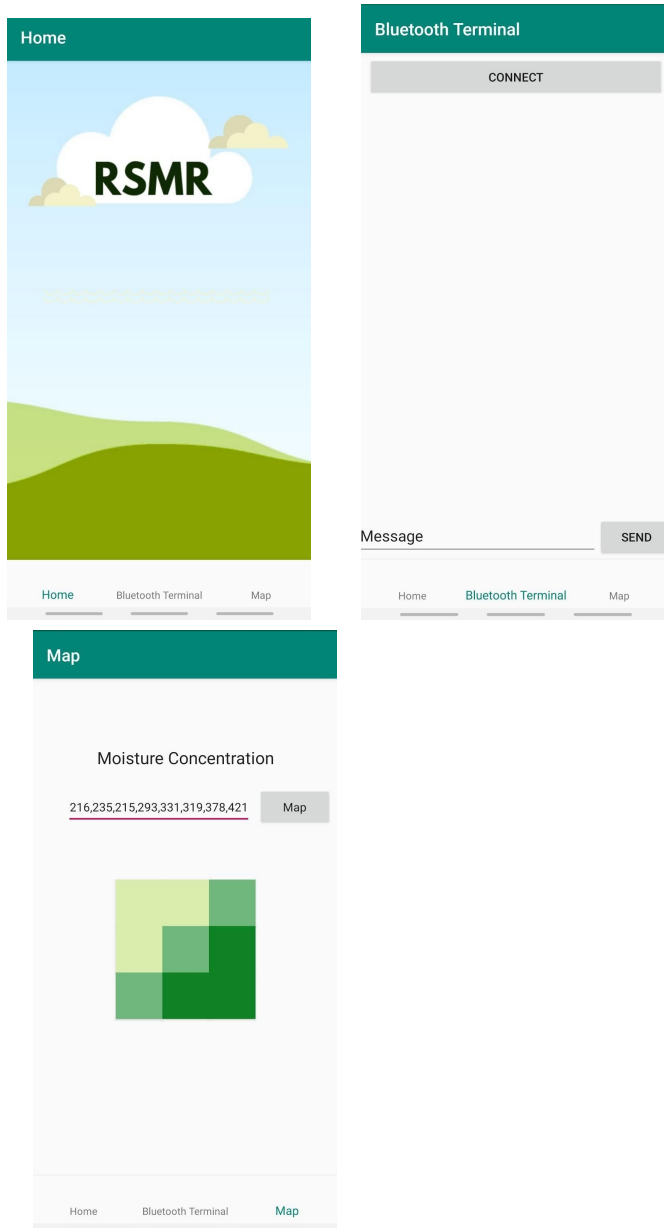 Home
RSMR
Home Bluetooth Terminal Map
Bluetooth Terminal
CONNECT
Message SEND
Home Bluetooth Terminal Map
Map
Moisture Concentration
216,235,215,293,331,319,378,421 Map
Home Bluetooth Terminal Map